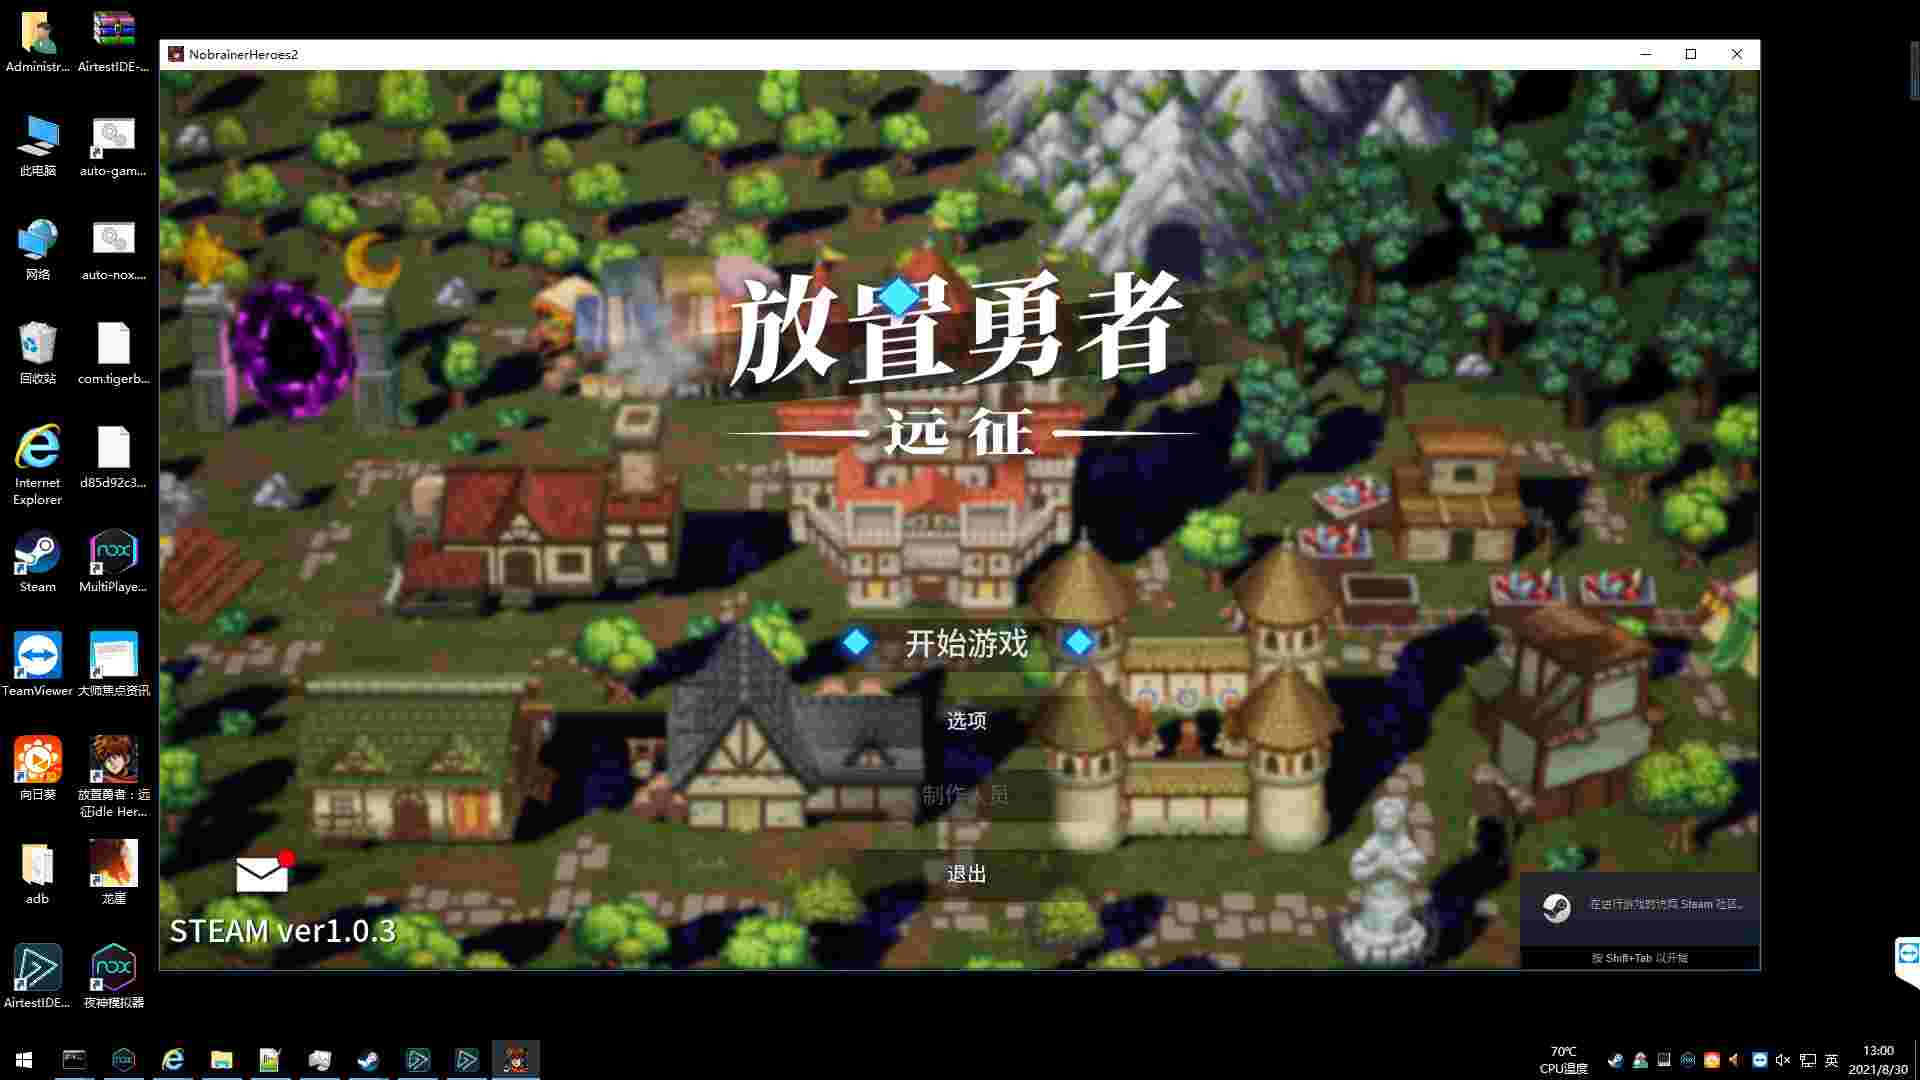 Administr...
AirtestIDE-...
此电脑
auto-gam...
网络
auto-nox....
回收站
com.tigerb...
Internet
Explorer
d85d92c3...
Steam
MultiPlaye...
TeamViewer
大师焦点资讯
向日葵
放置勇者：远
征idle Her...
adb
龙崖
AirtestIDE...
夜神模拟器
NobrainerHeroes2
放置勇者
远征
开始游戏
选项
制作人员
退出
STEAM ver1.0.3
在进行游戏时访问 Steam 社区。
按 Shift+Tab 以开始
70℃
CPU温度
英
13:00
2021/8/30